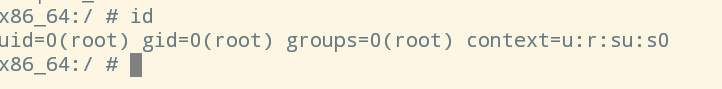 x86_64:/ # id
uid=0(root) gid=0(root) groups=0(root) context=u:r:su:s0
x86_64:/ #